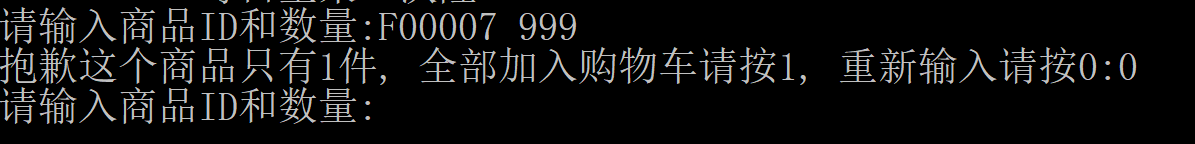 请输入商品ID和数量:F00007 999
抱歉这个商品只有1件, 全部加入购物车请按1, 重新输入请按0:0
请输入商品ID和数量: